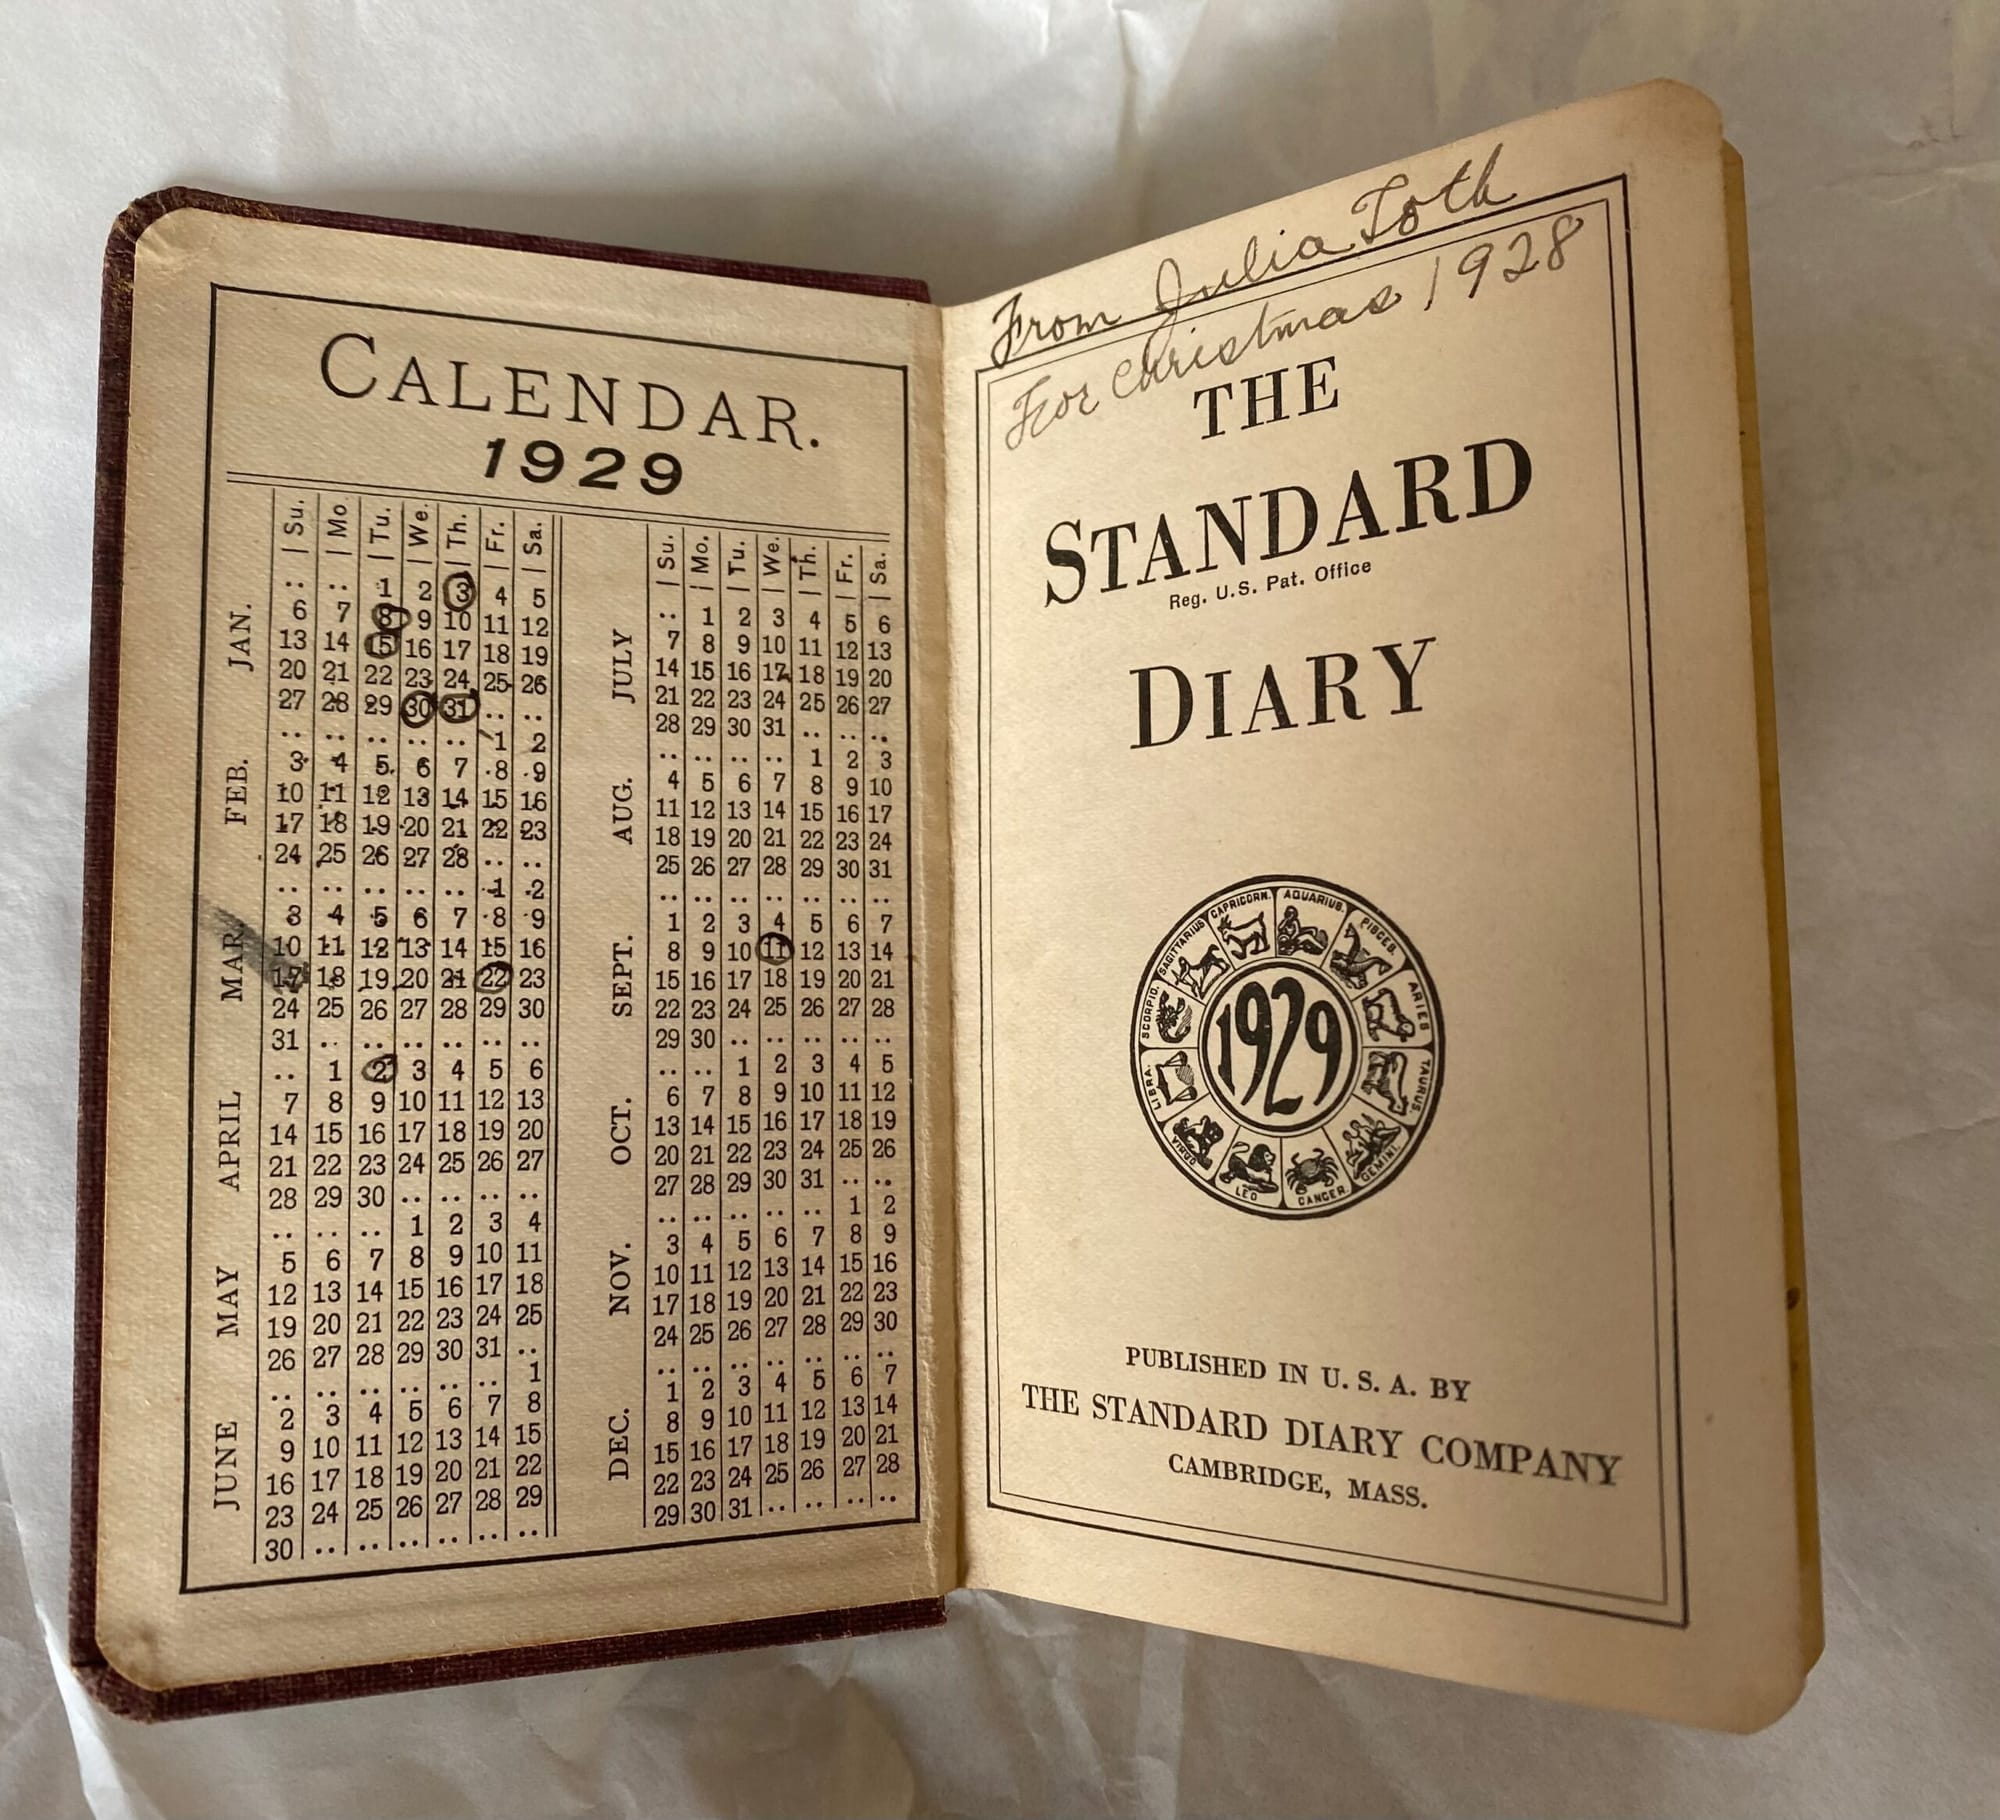 CALENDAR.
1929
Su. Mo. Tu. We. Th. Fr. Sa.
JAN.
.. .. 1 2 3 4 5
6 7 8 9 10 11 12
13 14 15 16 17 18 19
20 21 22 23 24 25 26
27 28 29 30 31 .. ..
FEB.
.. .. .. .. .. 1 2
3 4 5 6 7 8 9
10 11 12 13 14 15 16
17 18 19 20 21 22 23
24 25 26 27 28 .. ..
MAR.
.. .. .. .. .. 1 2
3 4 5 6 7 8 9
10 11 12 13 14 15 16
17 18 19 20 21 22 23
24 25 26 27 28 29 30
31 .. .. .. .. .. ..
APRIL
.. 1 2 3 4 5 6
7 8 9 10 11 12 13
14 15 16 17 18 19 20
21 22 23 24 25 26 27
28 29 30 .. .. .. ..
MAY
.. .. .. 1 2 3 4
5 6 7 8 9 10 11
12 13 14 15 16 17 18
19 20 21 22 23 24 25
26 27 28 29 30 31 ..
JUNE
.. .. .. .. .. .. 1
2 3 4 5 6 7 8
9 10 11 12 13 14 15
16 17 18 19 20 21 22
23 24 25 26 27 28 29
30 .. .. .. .. .. ..
Su. Mo. Tu. We. Th. Fr. Sa.
JULY
.. 1 2 3 4 5 6
7 8 9 10 11 12 13
14 15 16 17 18 19 20
21 22 23 24 25 26 27
28 29 30 31 .. .. ..
AUG.
.. .. .. .. 1 2 3
4 5 6 7 8 9 10
11 12 13 14 15 16 17
18 19 20 21 22 23 24
25 26 27 28 29 30 31
.. .. .. .. .. .. ..
SEPT.
1 2 3 4 5 6 7
8 9 10 11 12 13 14
15 16 17 18 19 20 21
22 23 24 25 26 27 28
29 30 .. .. .. .. ..
OCT.
.. .. 1 2 3 4 5
6 7 8 9 10 11 12
13 14 15 16 17 18 19
20 21 22 23 24 25 26
27 28 29 30 31 .. ..
NOV.
.. .. .. .. .. 1 2
3 4 5 6 7 8 9
10 11 12 13 14 15 16
17 18 19 20 21 22 23
24 25 26 27 28 29 30
.. .. .. .. .. .. ..
DEC.
1 2 3 4 5 6 7
8 9 10 11 12 13 14
15 16 17 18 19 20 21
22 23 24 25 26 27 28
29 30 31 .. .. .. ..
From Julia Toth
For Christmas 1928
THE
STANDARD
Reg. U.S. Pat. Office
DIARY
CAPRICORN.
AQUARIUS.
PISCES.
ARIES
TAURUS.
GEMINI.
CANCER.
LEO
VIRGO
LIBRA.
SCORPIO.
SAGITTARIUS
1929
PUBLISHED IN U. S. A. BY
THE STANDARD DIARY COMPANY
CAMBRIDGE, MASS.